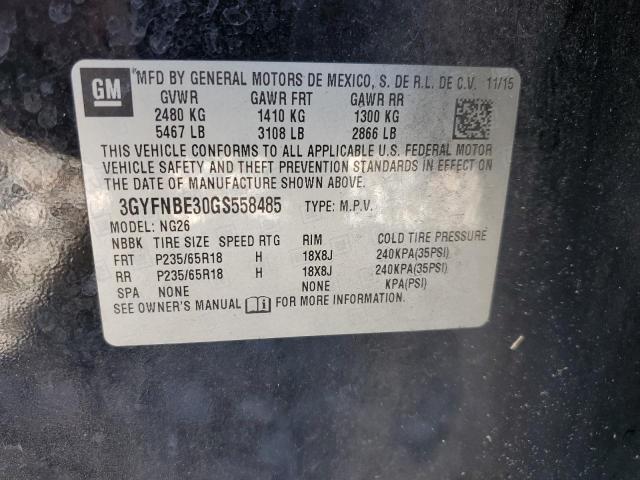 GM
MFD BY GENERAL MOTORS DE MEXICO, S. DE R.L. DE C.V. 11/15
GVWR GAWR FRT GAWR RR
2480 KG 1410 KG 1300 KG
5467 LB 3108 LB 2866 LB
THIS VEHICLE CONFORMS TO ALL APPLICABLE U.S. FEDERAL MOTOR
VEHICLE SAFETY AND THEFT PREVENTION STANDARDS IN EFFECT ON
THE DATE OF MANUFACTURE SHOWN ABOVE.
3GYFNBE30GS558485 TYPE: M.P.V.
MODEL: NG26
NBBK TIRE SIZE SPEED RTG RIM COLD TIRE PRESSURE
FRT P235/65R18 H 18X8J 240KPA(35PSI)
RR P235/65R18 H 18X8J 240KPA(35PSI)
SPA NONE NONE KPA(PSI)
SEE OWNER'S MANUAL FOR MORE INFORMATION.